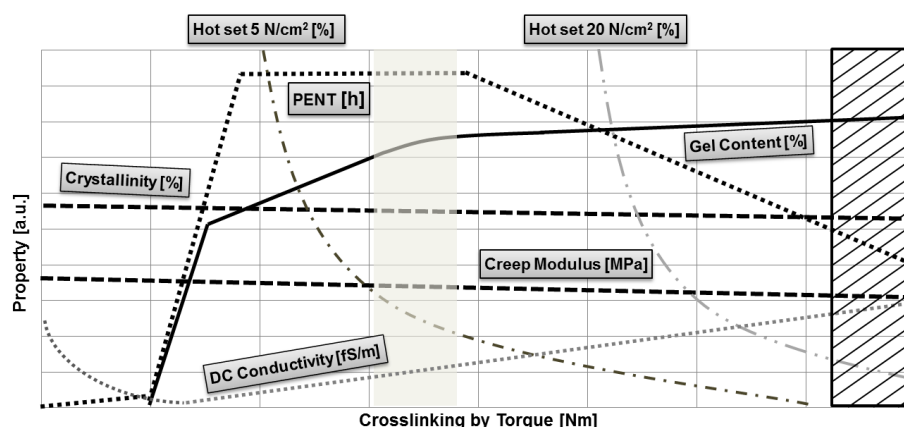 Hot set 5 N/cm² [%]
Hot set 20 N/cm² [%]
PENT [h]
Gel Content [%]
Crystallinity [%]
Creep Modulus [MPa]
DC Conductivity [fS/m]
Property [a.u.]
Crosslinking by Torque [Nm]